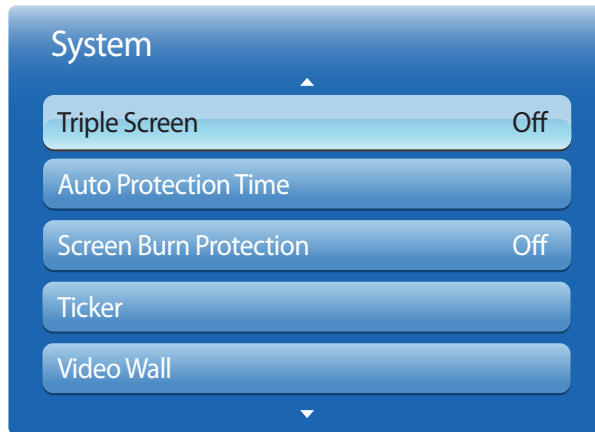 System
Triple Screen Off
Auto Protection Time
Screen Burn Protection Off
Ticker
Video Wall